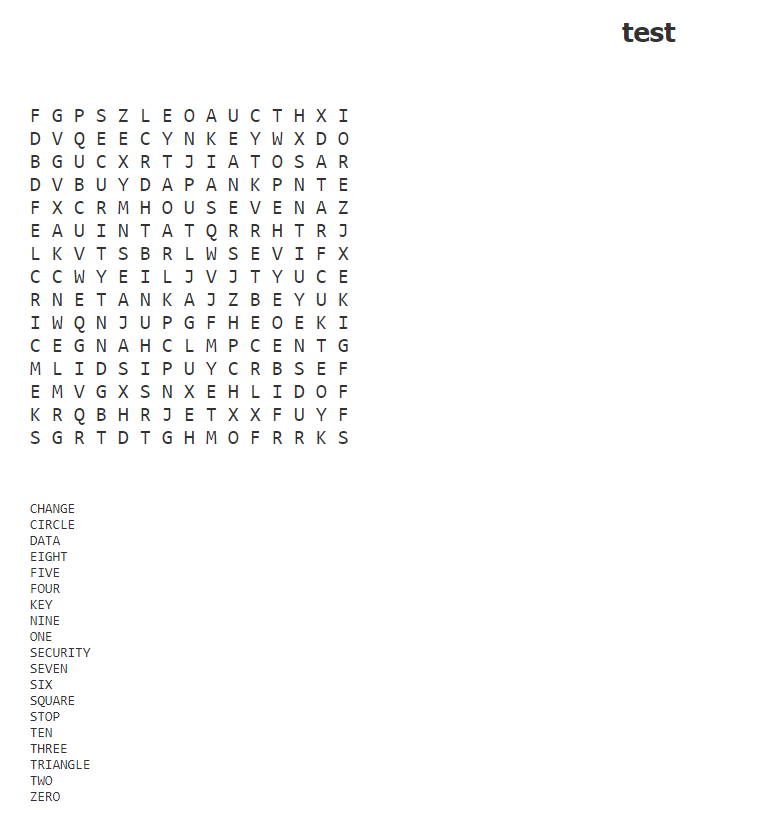 test
F G P S Z L E O A U C T H X I
D V Q E E C Y N K E Y W X D O
B G U C X R T J I A T O S A R
D V B U Y D A P A N K P N T E
F X C R M H O U S E V E N A Z
E A U I N T A T Q R R H T R J
L K V T S B R L W S E V I F X
C C W Y E I L J V J T Y U C E
R N E T A N K A J Z B E Y U K
I W Q N J U P G F H E O E K I
C E G N A H C L M P C E N T G
M L I D S I P U Y C R B S E F
E M V G X S N X E H L I D O F
K R Q B H R J E T X X F U Y F
S G R T D T G H M O F R R K S
CHANGE
CIRCLE
DATA
EIGHT
FIVE
FOUR
KEY
NINE
ONE
SECURITY
SEVEN
SIX
SQUARE
STOP
TEN
THREE
TRIANGLE
TWO
ZERO